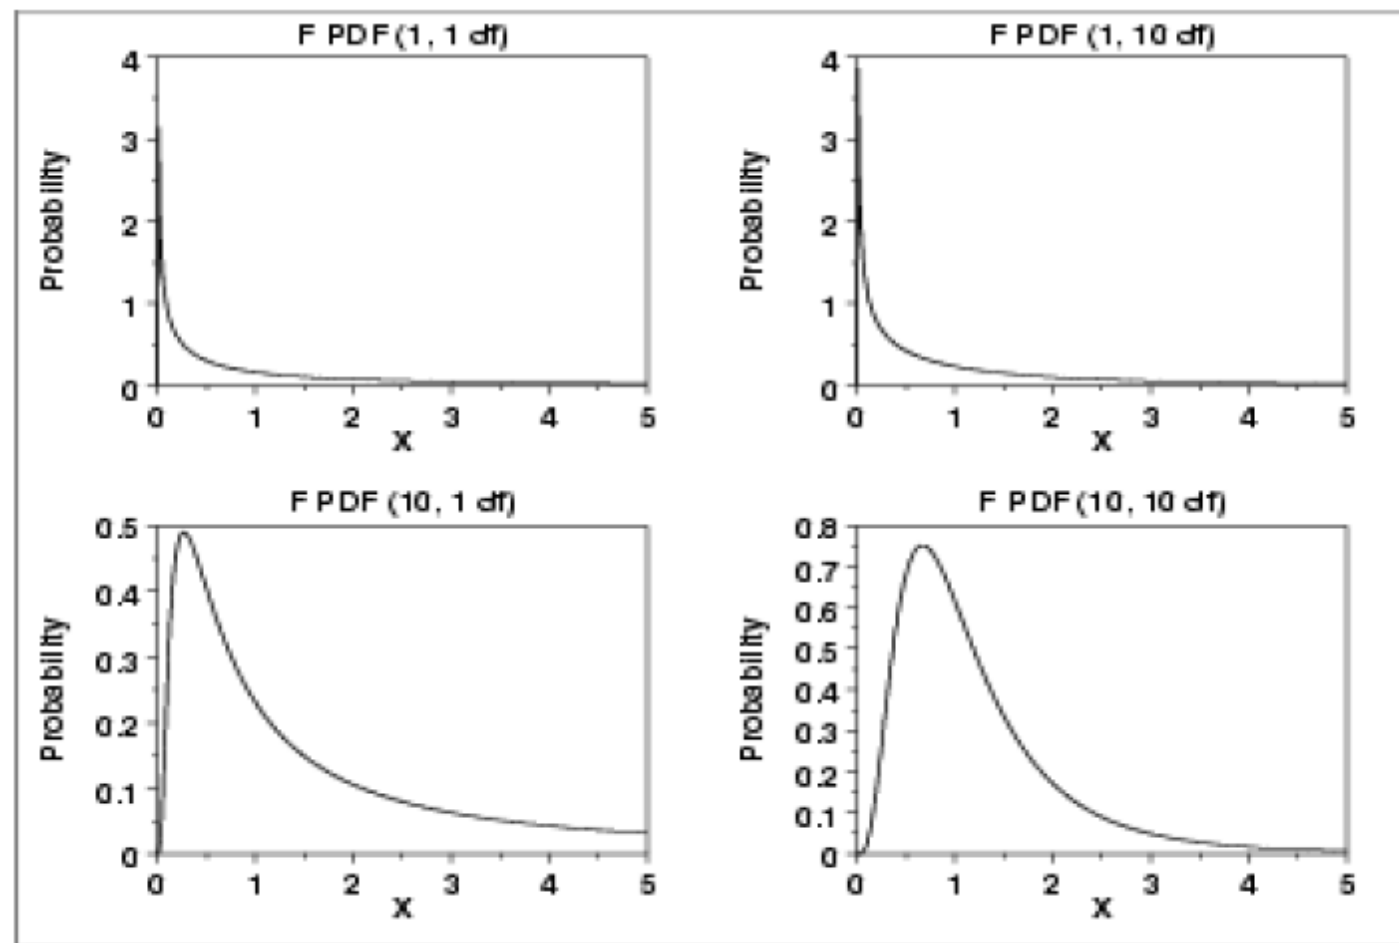 F PDF (1, 1 df)
Probability
4
3
2
1
0
0 1 2 3 4 5
X
F PDF (1, 10 df)
Probability
4
3
2
1
0
0 1 2 3 4 5
X
F PDF (10, 1 df)
Probability
0.5
0.4
0.3
0.2
0.1
0
0 1 2 3 4 5
X
F PDF (10, 10 df)
Probability
0.8
0.7
0.6
0.5
0.4
0.3
0.2
0.1
0
0 1 2 3 4 5
X